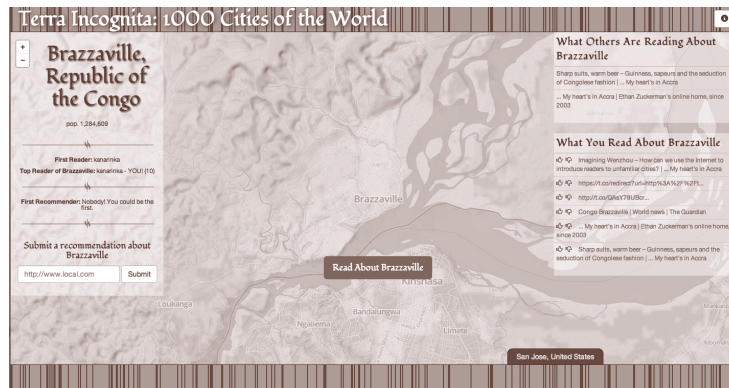 Terra Incognita: 1000 Cities of the World
+
−
Brazzaville,
Republic of
the Congo
pop. 1,284,609
First Reader: kanarinka
Top Reader of Brazzaville: kanarinka - YOU! (10)
First Recommender: Nobody! You could be the
first.
Submit a recommendation about
Brazzaville
http://www.local.com
Submit
Brazzaville
Read About Brazzaville
Kinshasa
Loukanga
Bandalungwa
Ngaliema
Limete
What Others Are Reading About
Brazzaville
Sharp suits, warm beer – Guinness, sapeurs and the seduction
of Congolese fashion | ... My heart's in Accra
... My heart's in Accra | Ethan Zuckerman's online home, since
2003
What You Read About Brazzaville
Imagining Wenzhou – How can we use the Internet to
introduce readers to unfamiliar cities? | ... My heart's in Accra
https://t.co/redirect?url=http%3A%2F%2Ft...
Congo-Brazzaville | World news | The Guardian
... My heart's in Accra | Ethan Zuckerman's online home,
since 2003
Sharp suits, warm beer – Guinness, sapeurs and the
seduction of Congolese fashion | ... My heart's in Accra
San Jose, United States